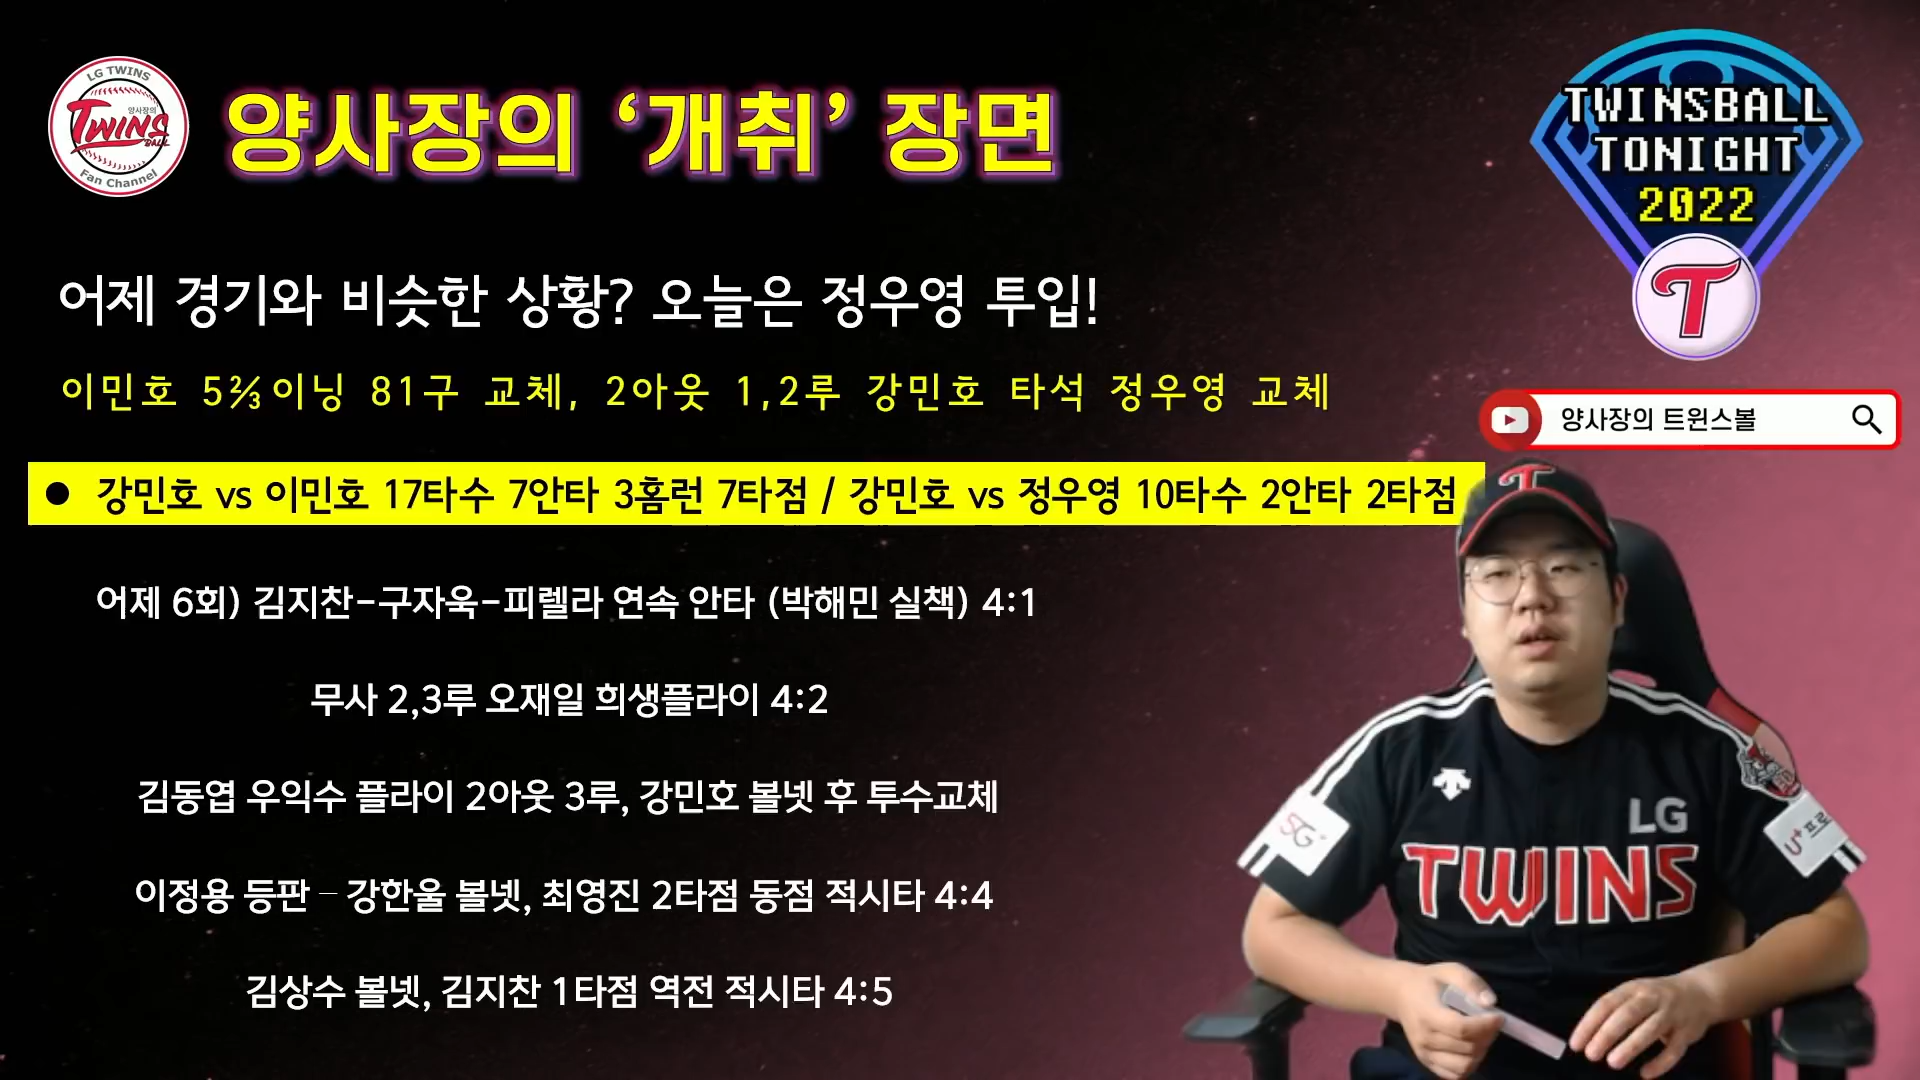 LG TWINS
양사장의
TWINS
BALL
Fan Channel
양사장의 ‘개취’ 장면
TWINSBALL
TONIGHT
2022
T
어제 경기와 비슷한 상황? 오늘은 정우영 투입!
이민호 5⅔이닝 81구 교체, 2아웃 1,2루 강민호 타석 정우영 교체
양사장의 트윈스볼
● 강민호 vs 이민호 17타수 7안타 3홈런 7타점 / 강민호 vs 정우영 10타수 2안타 2타점
어제 6회) 김지찬-구자욱-피렐라 연속 안타 (박해민 실책) 4:1
무사 2,3루 오재일 희생플라이 4:2
김동엽 우익수 플라이 2아웃 3루, 강민호 볼넷 후 투수교체
이정용 등판 – 강한울 볼넷, 최영진 2타점 동점 적시타 4:4
김상수 볼넷, 김지찬 1타점 역전 적시타 4:5
T
SG
LG
U+프로
TWINS